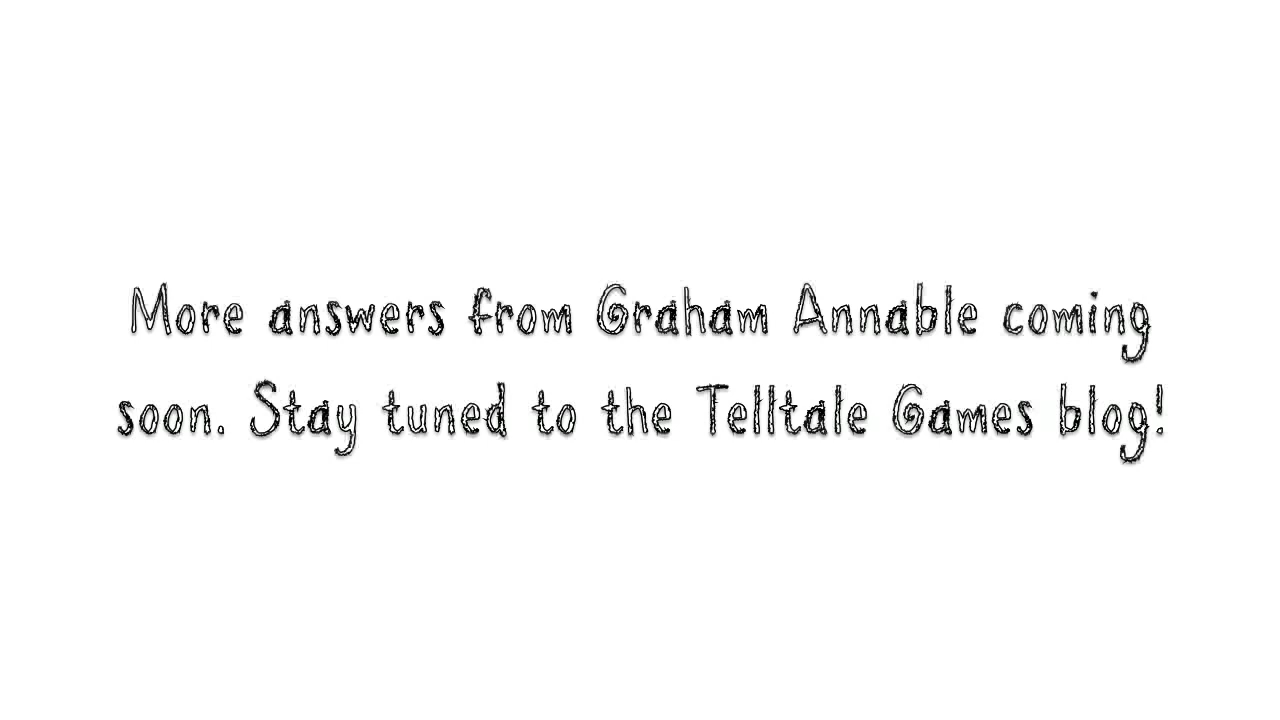 More answers from Graham Annable coming
soon. Stay tuned to the Telltale Games blog!